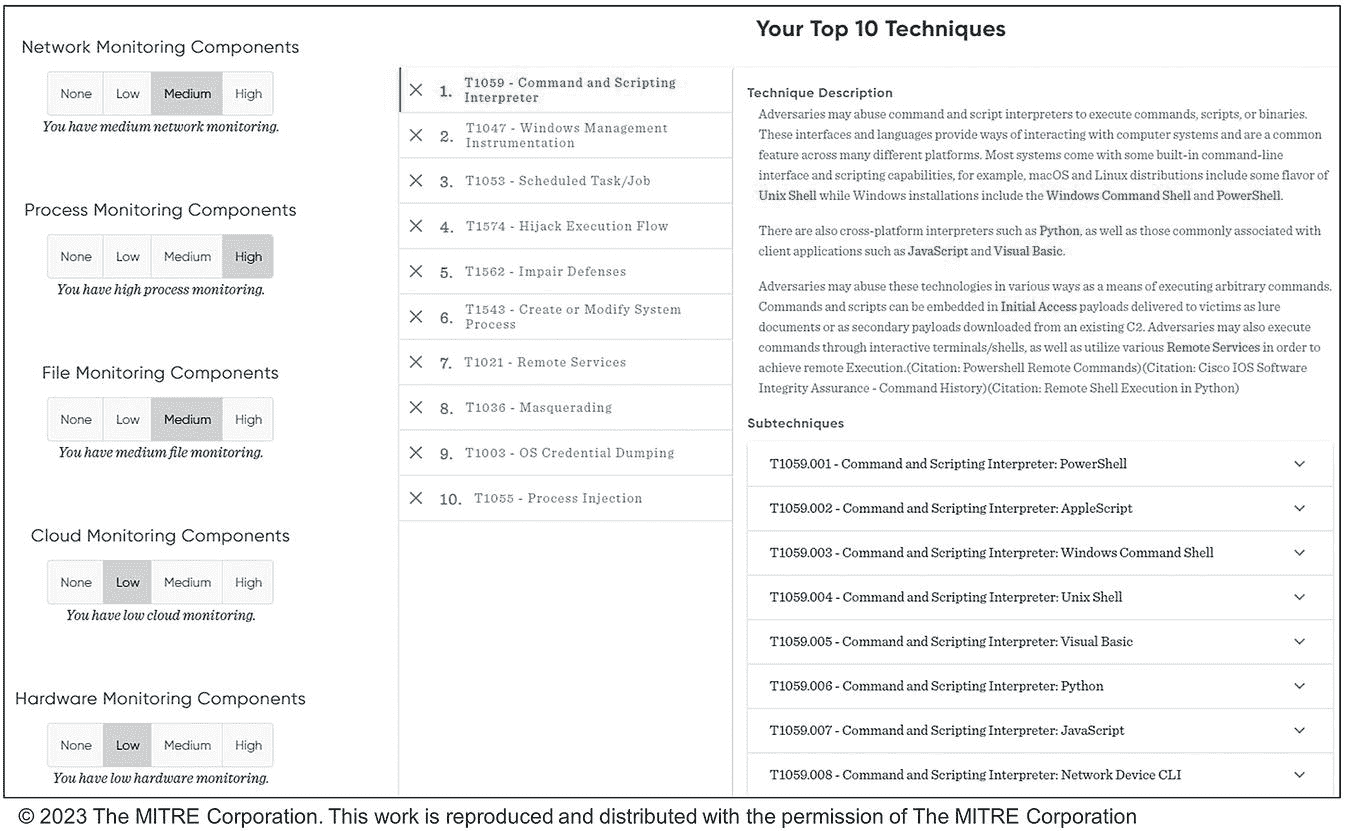 Network Monitoring Components
None Low Medium High
You have medium network monitoring.
Process Monitoring Components
None Low Medium High
You have high process monitoring.
File Monitoring Components
None Low Medium High
You have medium file monitoring.
Cloud Monitoring Components
None Low Medium High
You have low cloud monitoring.
Hardware Monitoring Components
None Low Medium High
You have low hardware monitoring.
Your Top 10 Techniques
1. T1059 - Command and Scripting
Interpreter
2. T1047 - Windows Management
Instrumentation
3. T1053 - Scheduled Task/Job
4. T1574 - Hijack Execution Flow
5. T1562 - Impair Defenses
6. T1543 - Create or Modify System
Process
7. T1021 - Remote Services
8. T1036 - Masquerading
9. T1003 - OS Credential Dumping
10. T1055 - Process Injection
Technique Description
Adversaries may abuse command and script interpreters to execute commands, scripts, or binaries.
These interfaces and languages provide ways of interacting with computer systems and are a common
feature across many different platforms. Most systems come with some built-in command-line
interface and scripting capabilities, for example, macOS and Linux distributions include some flavor of
Unix Shell while Windows installations include the Windows Command Shell and PowerShell.
There are also cross-platform interpreters such as Python, as well as those commonly associated with
client applications such as JavaScript and Visual Basic.
Adversaries may abuse these technologies in various ways as a means of executing arbitrary commands.
Commands and scripts can be embedded in Initial Access payloads delivered to victims as lure
documents or as secondary payloads downloaded from an existing C2. Adversaries may also execute
commands through interactive terminals/shells, as well as utilize various Remote Services in order to
achieve remote Execution.(Citation: Powershell Remote Commands)(Citation: Cisco IOS Software
Integrity Assurance - Command History)(Citation: Remote Shell Execution in Python)
Subtechniques
T1059.001 - Command and Scripting Interpreter: PowerShell
T1059.002 - Command and Scripting Interpreter: AppleScript
T1059.003 - Command and Scripting Interpreter: Windows Command Shell
T1059.004 - Command and Scripting Interpreter: Unix Shell
T1059.005 - Command and Scripting Interpreter: Visual Basic
T1059.006 - Command and Scripting Interpreter: Python
T1059.007 - Command and Scripting Interpreter: JavaScript
T1059.008 - Command and Scripting Interpreter: Network Device CLI
© 2023 The MITRE Corporation. This work is reproduced and distributed with the permission of The MITRE Corporation